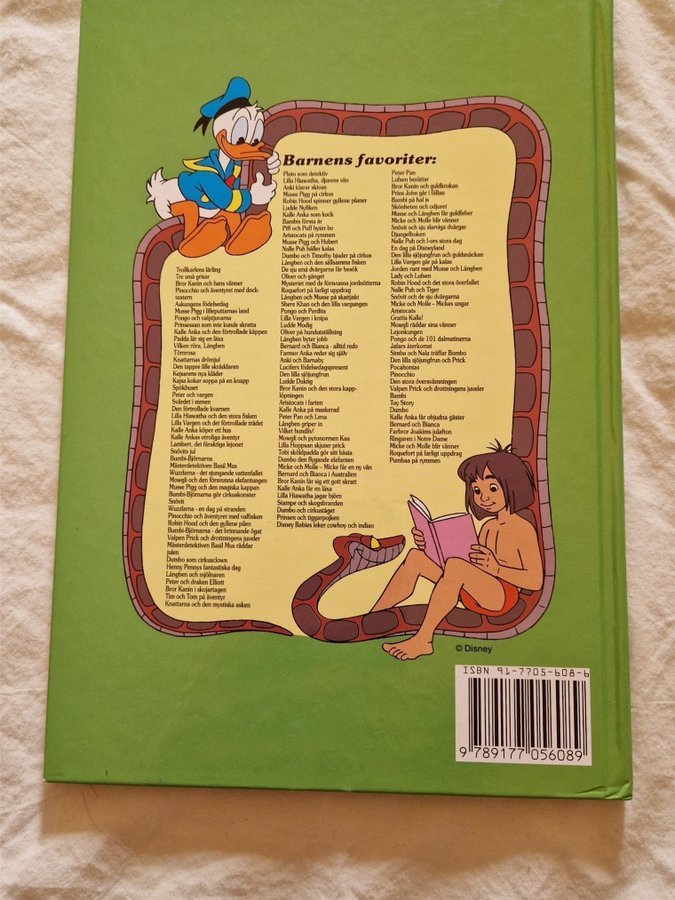 Barnens favoriter:
Trollkarlens lärling
Tre små grisar
Bror Kanin och hans vänner
Pinocchio och äventyret med dock-
teatern
Askungens födelsedag
Musse Pigg i lilleputtarnas land
Pongo och valptjuvarna
Prinsessan som inte kunde skratta
Kalle Anka och den förtrollade käppen
Padda lär sig en läxa
Vilken röra, Långben
Törnrosa
Knattarnas drömjul
Den tappre lille skräddaren
Kejsarens nya kläder
Kajsa kokar soppa på en knapp
Spökhuset
Peter och vargen
Svärdet i stenen
Den förtrollade kvarnen
Lilla Hiawatha och den stora fisken
Lilla Vargen och det förtrollade trädet
Kalle Anka köper ett hus
Kalle Ankas otroliga äventyr
Lambert, det fåraktiga lejonet
Snövits jul
Bumbi-Björnarna
Mästerdetektiven Basil Mus
Wuzzlarna - det sjungande vattenfallet
Mowgli och den försvunna elefantungen
Musse Pigg och den magiska kappan
Bumbi-Björnarna gör cirkuskonster
Snövit
Wuzzlarna - en dag på stranden
Pinocchio och äventyret med valfisken
Robin Hood och den gyllene pilen
Bumbi-Björnarna - det brinnande ögat
Valpen Prick och drottningens juveler
Mästerdetektiven Basil Mus räddar
julen
Dumbo som cirkusclown
Henny Pennys fantastiska dag
Långben och mjölnaren
Peter och draken Elliott
Bror Kanin i skojartagen
Tim och Tom på äventyr
Knattarna och den mystiska asken
Pluto som detektiv
Lilla Hiawatha, djurens vän
Anki klarar skivan
Musse Pigg på cirkus
Robin Hood spinner gyllene planer
Ludde Nyfiken
Kalle Anka som kock
Bambis första år
Piff och Puff byter bo
Aristocats på rymmen
Musse Pigg och Hubert
Nalle Puh håller kalas
Dumbo och Timothy bjuder på cirkus
Långben och den sällsamma fisken
De sju små dvärgarna får besök
Oliver och gänget
Mysteriet med de försvunna jordnötterna
Roquefort på farligt uppdrag
Långben och Musse på skattjakt
Shere Khan och den lilla vargungen
Pongo och Perdita
Lilla Vargen i knipa
Ludde Modig
Oliver på hundutställning
Långben byter jobb
Bernard och Bianca - alltid redo
Farmor Anka reder sig själv
Anki och Barnaby
Lucifers födelsedagspresent
Den lilla sjöjungfrun
Ludde Duktig
Bror Kanin och den stora kapp-
löpningen
Aristocats i farten
Kalle Anka på maskerad
Peter Pan och Lena
Långben griper in
Vilket hundliv!
Mowgli och pytonormen Kaa
Lilla Hoppsan skjuter prick
Tobi sköldpadda gör sitt bästa
Dumbo den flygande elefanten
Micke och Molle - Micke får en ny vän
Bernard och Bianca i Australien
Bror Kanin får sig ett gott skratt
Kalle Anka får en läxa
Lilla Hiawatha jagar björn
Stampe och skogsbranden
Dumbo och cirkuståget
Prinsen och tiggarpojken
Disney Babies leker cowboy och indian
Peter Pan
Lufsen berättar
Bror Kanin och guldkrukan
Prins John går i fällan
Bambi på hal is
Skönheten och odjuret
Musse och Långben får guldfeber
Micke och Molle blir vänner
Snövit och sju slarviga dvärgar
Djungelboken
Nalle Puh och I-ors stora dag
En dag på Disneyland
Den lilla sjöjungfrun och guldsnäckan
Lilla Vargen går på kalas
Jorden runt med Musse och Långben
Lady och Lufsen
Robin Hood och det stora överfallet
Nalle Puh och Tiger
Snövit och de sju dvärgarna
Micke och Molle - Mickes ungar
Aristocats
Grattis Kalle!
Mowgli räddar sina vänner
Lejonkungen
Pongo och de 101 dalmatinerna
Jafars återkomst
Simba och Nala träffar Bombo
Den lilla sjöjungfrun och Prick
Pocahontas
Pinocchio
Den stora översvämningen
Valpen Prick och drottningens juveler
Bambi
Toy Story
Dumbo
Kalle Anka får objudna gäster
Bernard och Bianca
Farbror Joakims julafton
Ringaren i Notre Dame
Micke och Molle blir vänner
Roquefort på farligt uppdrag
Pumbaa på rymmen
© Disney
ISBN 91-7705-608-6
9 789177 056089